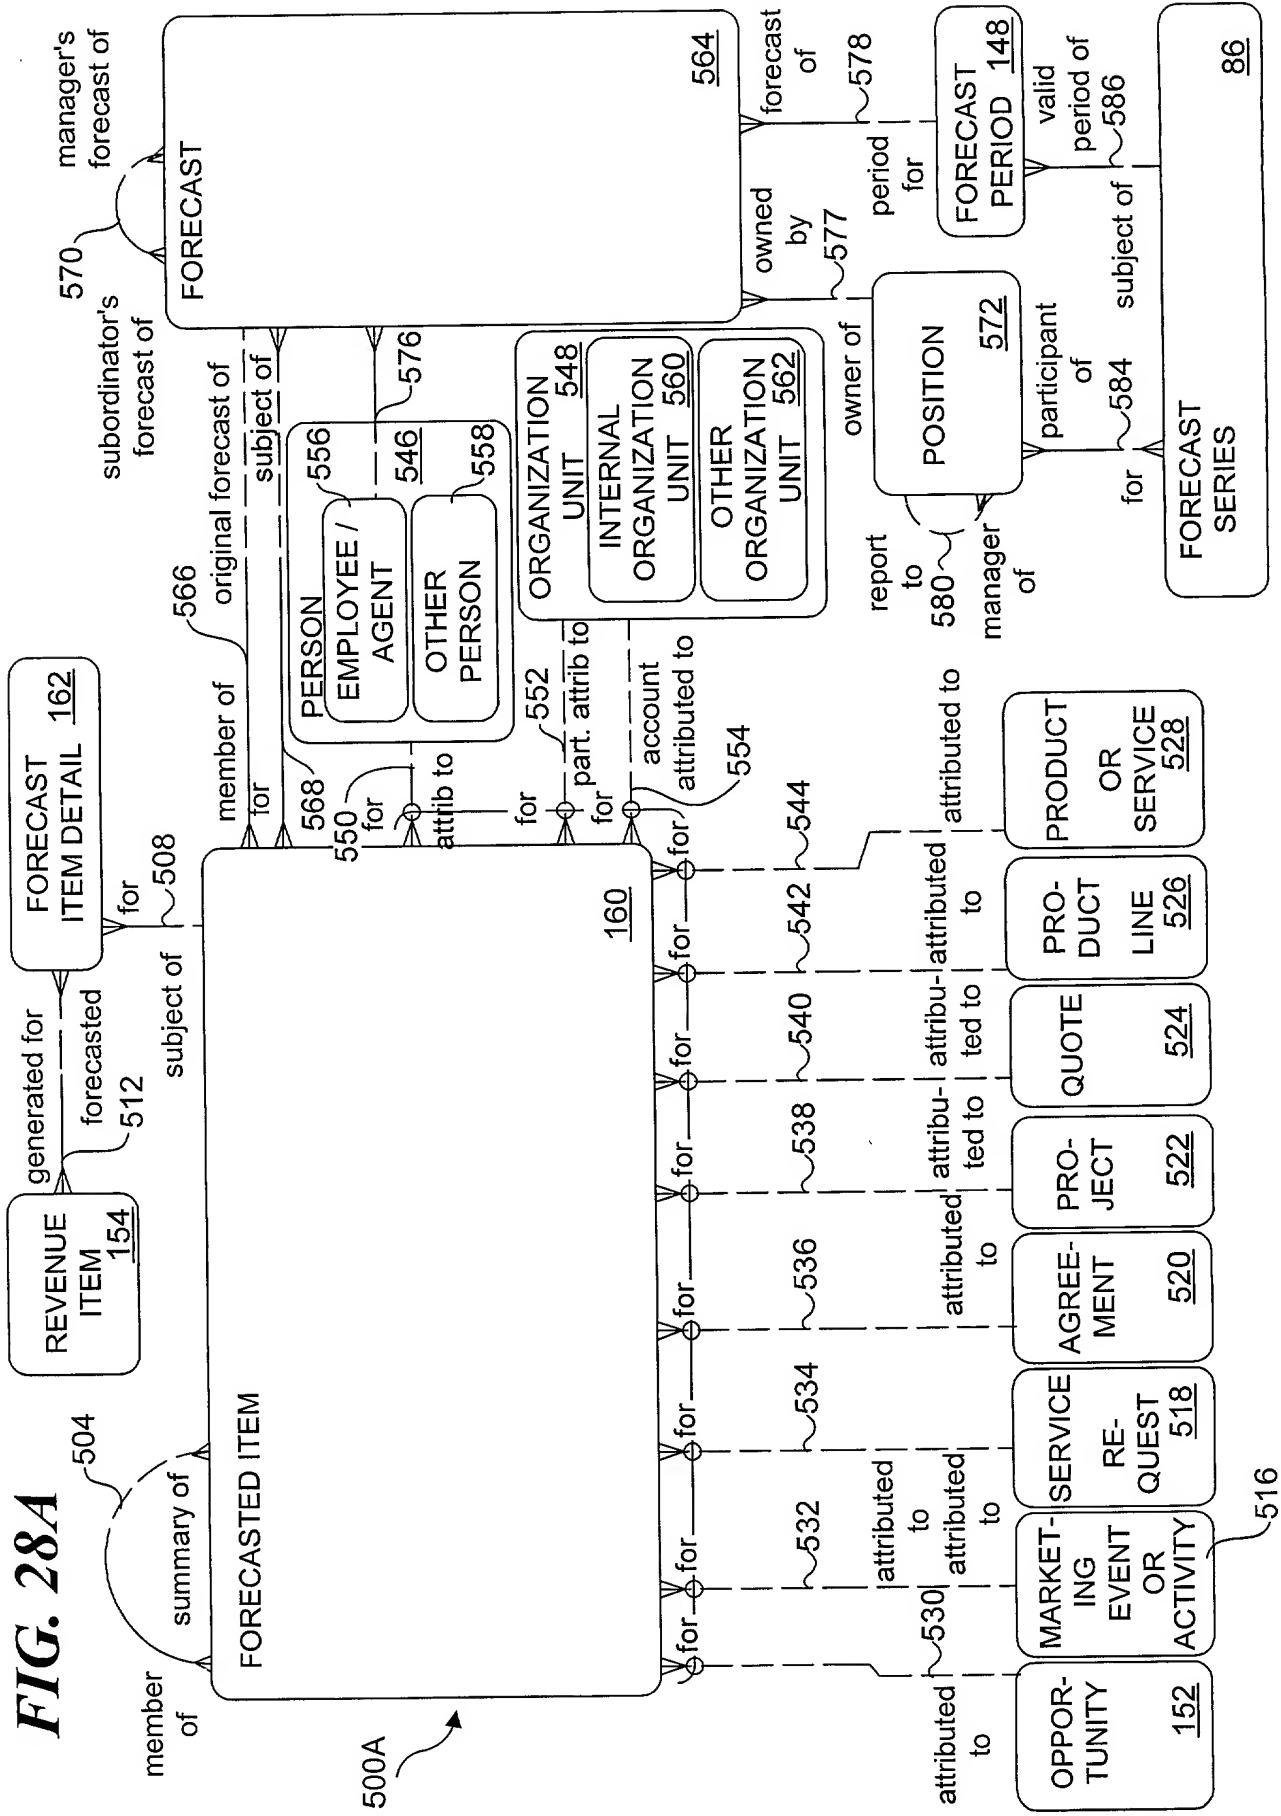 FIG. 28A
504
member
of
summary of
REVENUE
ITEM
154
generated for
forecasted
512
FORECAST
ITEM DETAIL
162
for
508
subject of
FORECASTED ITEM
160
500A
566
member of
original forecast of
for
subject of
568
570
subordinator's
forecast of
manager's
forecast of
FORECAST
564
PERSON
546
EMPLOYEE /
AGENT
556
OTHER
PERSON
558
576
550
for
attrib to
ORGANIZATION
UNIT
548
INTERNAL
ORGANIZATION
UNIT
560
OTHER
ORGANIZATION
UNIT
562
for
552
part. attrib to
for
account
attributed to
554
owned
by
577
owner of
forecast
of
578
period
for
FORECAST
PERIOD
148
valid
period of
586
subject of
POSITION
572
report
to
580
manager
of
participant
of
584
for
FORECAST
SERIES
86
for
for
for
for
for
for
for
for
530
532
534
536
538
540
542
544
attributed
to
attributed
to
attributed
to
attributed
to
attribu-
ted to
attribu-
ted to
attributed
to
attributed to
OPPOR-
TUNITY
152
MARKET-
ING
EVENT
OR
ACTIVITY
516
SERVICE
RE-
QUEST
518
AGREE-
MENT
520
PRO-
JECT
522
QUOTE
524
PRO-
DUCT
LINE
526
PRODUCT
OR
SERVICE
528